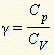 γ = C_p / C_V